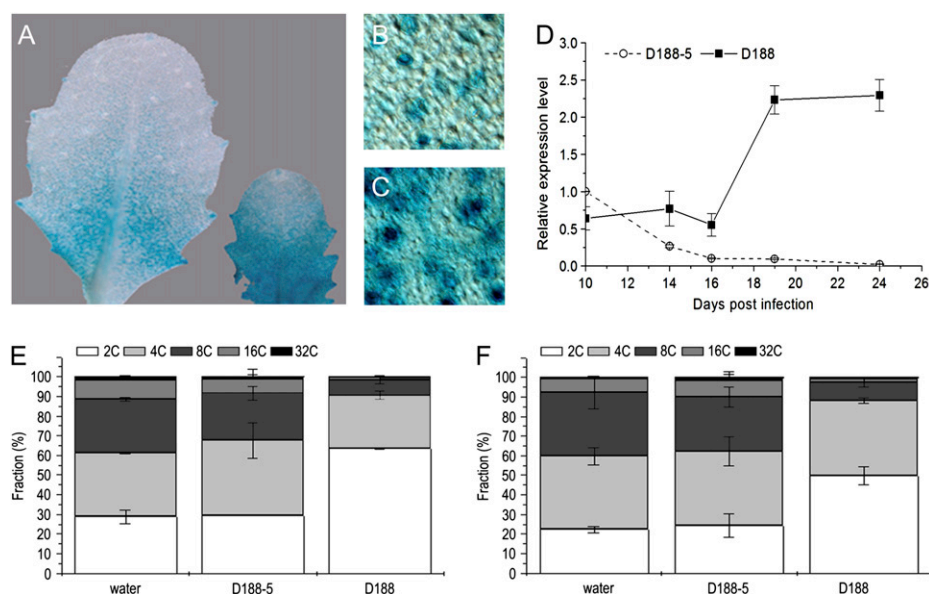 A
B
C
D
D188-5 D188
Relative expression level
3.0
2.5
2.0
1.5
1.0
0.5
0.0
10 12 14 16 18 20 22 24 26
Days post infection
E
2C 4C 8C 16C 32C
Fraction (%)
100
90
80
70
60
50
40
30
20
10
0
water D188-5 D188
F
2C 4C 8C 16C 32C
Fraction (%)
100
90
80
70
60
50
40
30
20
10
0
water D188-5 D188